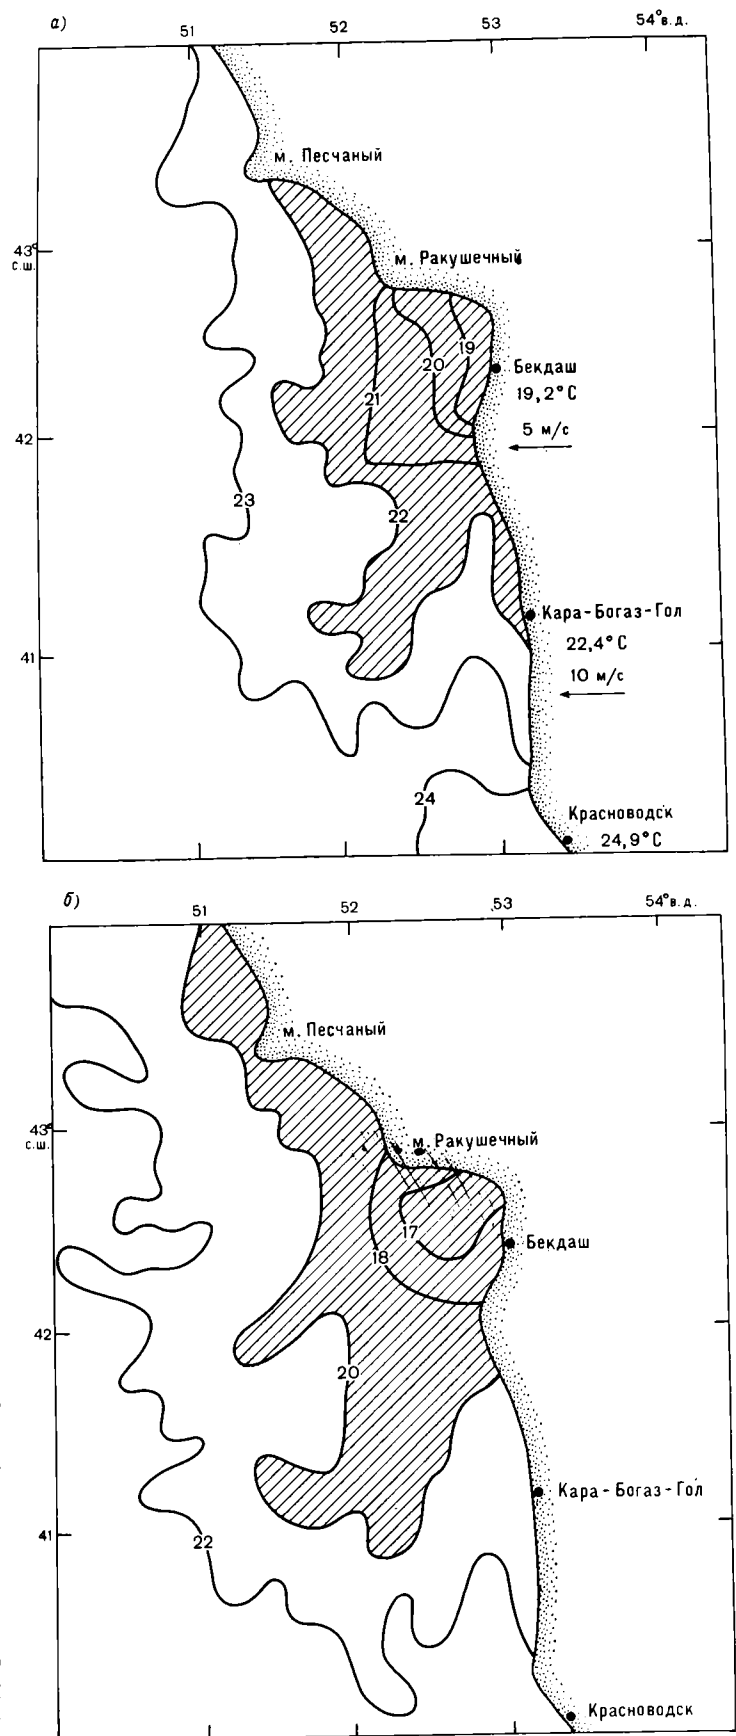 а)
51
52
53
54° в.д.
м. Песчаный
43°
с.ш.
м. Ракушечный
19
20
Бекдаш
21
19,2°С
5 м/с
42
23
22
Кара-Богаз-Гол
22,4°С
41
10 м/с
24
Красноводск
24,9°С
б)
51
52
53
54° в.д.
м. Песчаный
43°
с.ш.
м. Ракушечный
17
Бекдаш
18
42
20
Кара-Богаз-Гол
41
22
Красноводск